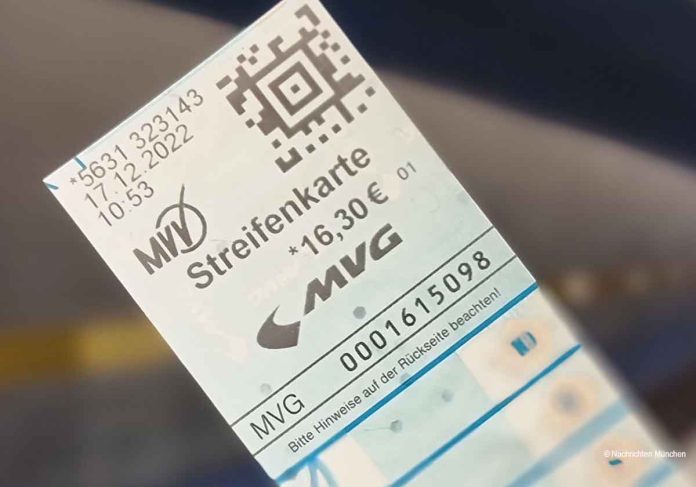 *5631 323143
17.12.2022
10:53
MVV
Streifenkarte
*16,30 € 01
MVG
MVG 0001615098
Bitte Hinweise auf der Rückseite beachten!
10
© Nachrichten München